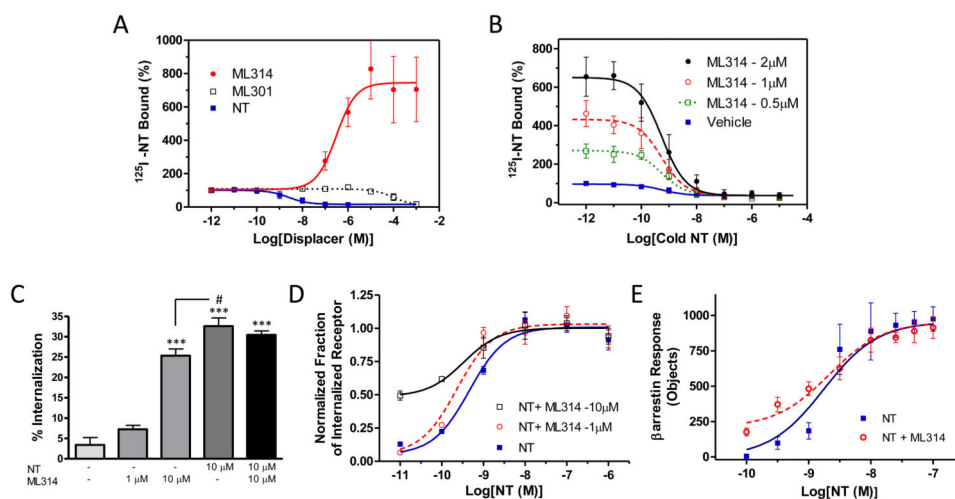 A
1000
800
600
400
200
0
-12 -10 -8 -6 -4 -2
¹²⁵I -NT Bound (%)
Log[Displacer (M)]
ML314
ML301
NT
B
800
600
400
200
0
-12 -11 -10 -9 -8 -7 -6 -5 -4
¹²⁵I-NT Bound (%)
Log[Cold NT (M)]
ML314 - 2μM
ML314 - 1μM
ML314 - 0.5μM
Vehicle
C
% Internalization
35
30
25
20
15
10
5
0
#
*** *** ***
NT - - - 10 μM 10 μM
ML314 - 1 μM 10 μM - 10 μM
D
Normalized Fraction
of Internalized Receptor
1.25
1.00
0.75
0.50
0.25
0.00
-11 -10 -9 -8 -7 -6
Log[NT (M)]
NT+ ML314 -10μM
NT+ ML314 -1μM
NT
E
βarrestin Response
(Objects)
1250
1000
750
500
250
0
-10 -9 -8 -7
Log[NT (M)]
NT
NT + ML314